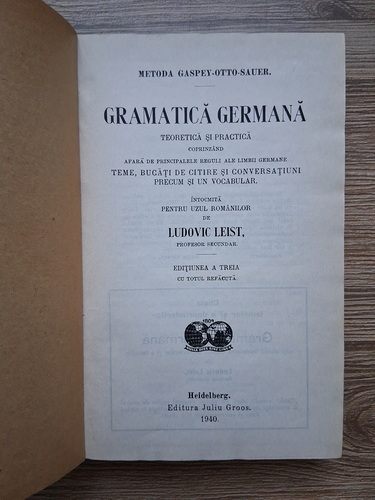 METODA GASPEY-OTTO-SAUER.
GRAMATICĂ GERMANĂ
TEORETICĂ ȘI PRACTICĂ
COPRINZÂND
AFARĂ DE PRINCIPALELE REGULI ALE LIMBII GERMANE
TEME, BUCĂȚI DE CITIRE ȘI CONVERSAȚIUNI
PRECUM ȘI UN VOCABULAR.
ÎNTOCMITĂ
PENTRU UZUL ROMÂNILOR
DE
LUDOVIC LEIST,
PROFESOR SECUNDAR.
EDIȚIUNEA A TREIA
CU TOTUL REFĂCUTĂ.
Heidelberg.
Editura Juliu Groos.
1940.